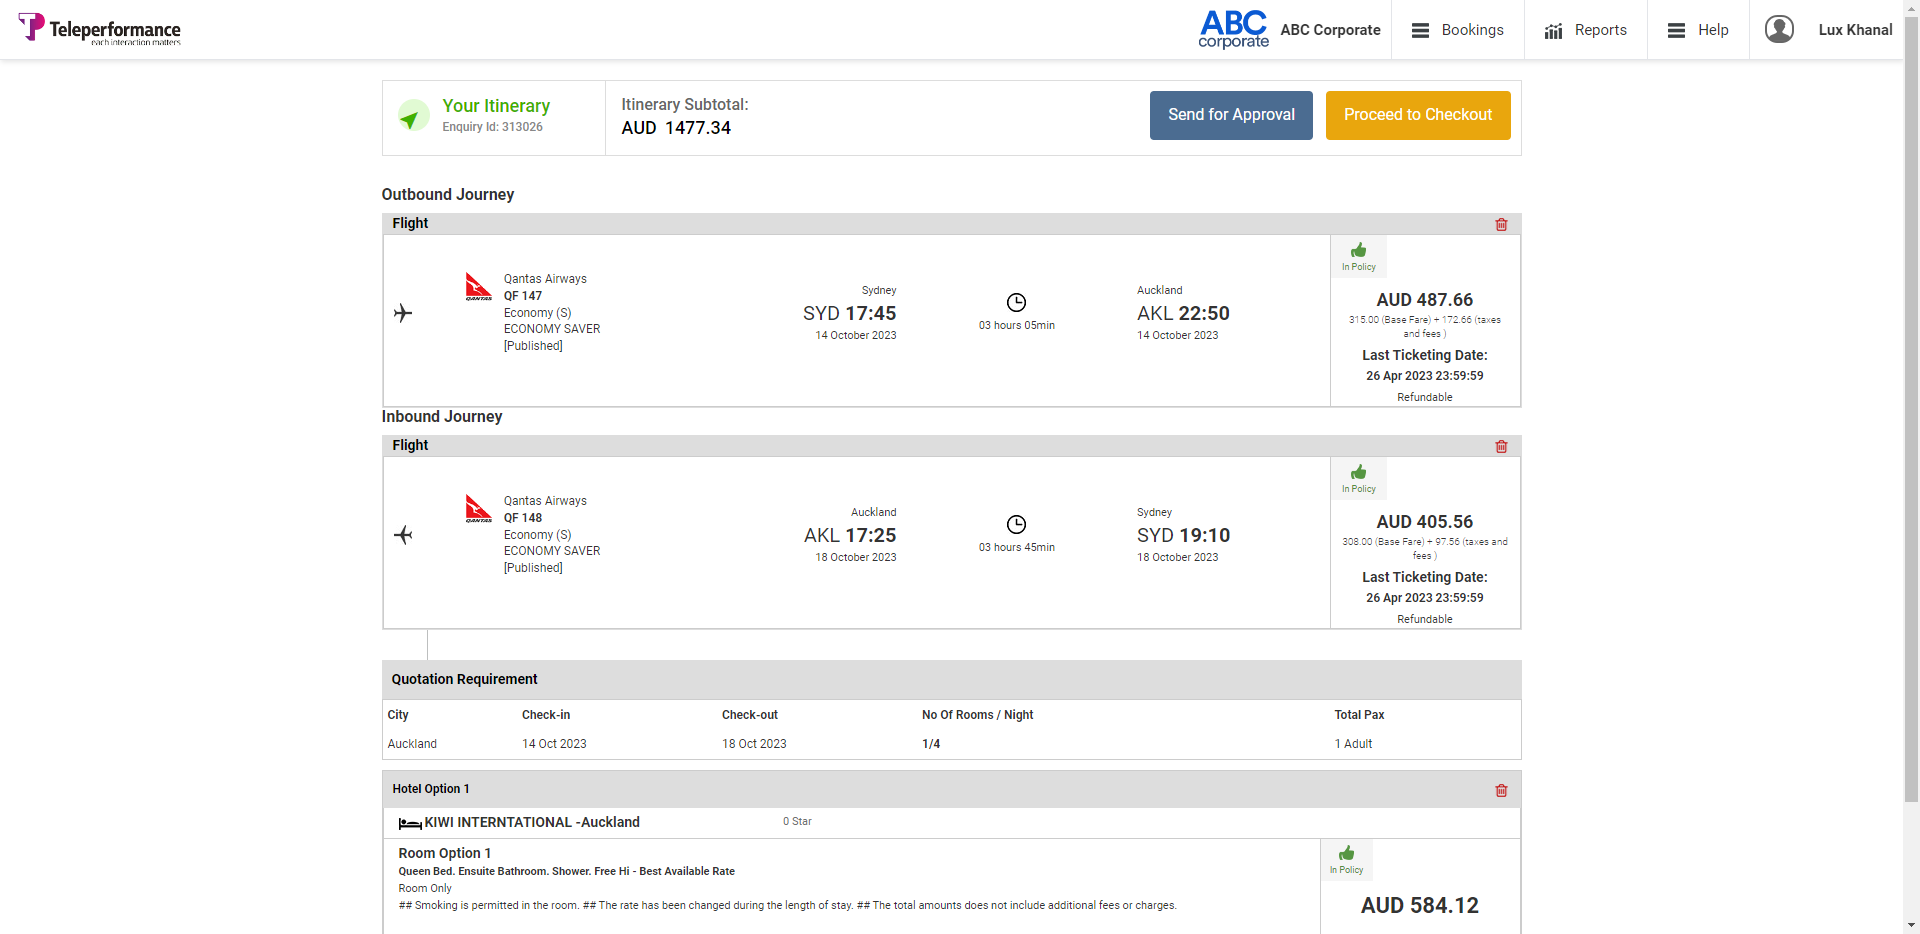 Teleperformance
each interaction matters
ABC
corporate
ABC Corporate
Bookings
Reports
Help
Lux Khanal
Your Itinerary
Enquiry Id: 313026
Itinerary Subtotal:
AUD 1477.34
Send for Approval
Proceed to Checkout
Outbound Journey
Flight
QANTAS
Qantas Airways
QF 147
Economy (S)
ECONOMY SAVER
[Published]
Sydney
SYD 17:45
14 October 2023
03 hours 05min
Auckland
AKL 22:50
14 October 2023
In Policy
AUD 487.66
315.00 (Base Fare) + 172.66 (taxes
and fees )
Last Ticketing Date:
26 Apr 2023 23:59:59
Refundable
Inbound Journey
Flight
QANTAS
Qantas Airways
QF 148
Economy (S)
ECONOMY SAVER
[Published]
Auckland
AKL 17:25
18 October 2023
03 hours 45min
Sydney
SYD 19:10
18 October 2023
In Policy
AUD 405.56
308.00 (Base Fare) + 97.56 (taxes and
fees )
Last Ticketing Date:
26 Apr 2023 23:59:59
Refundable
Quotation Requirement
City Check-in Check-out No Of Rooms / Night Total Pax
Auckland 14 Oct 2023 18 Oct 2023 1/4 1 Adult
Hotel Option 1
KIWI INTERNTATIONAL -Auckland 0 Star
Room Option 1
Queen Bed. Ensuite Bathroom. Shower. Free Hi - Best Available Rate
Room Only
## Smoking is permitted in the room. ## The rate has been changed during the length of stay. ## The total amounts does not include additional fees or charges.
In Policy
AUD 584.12